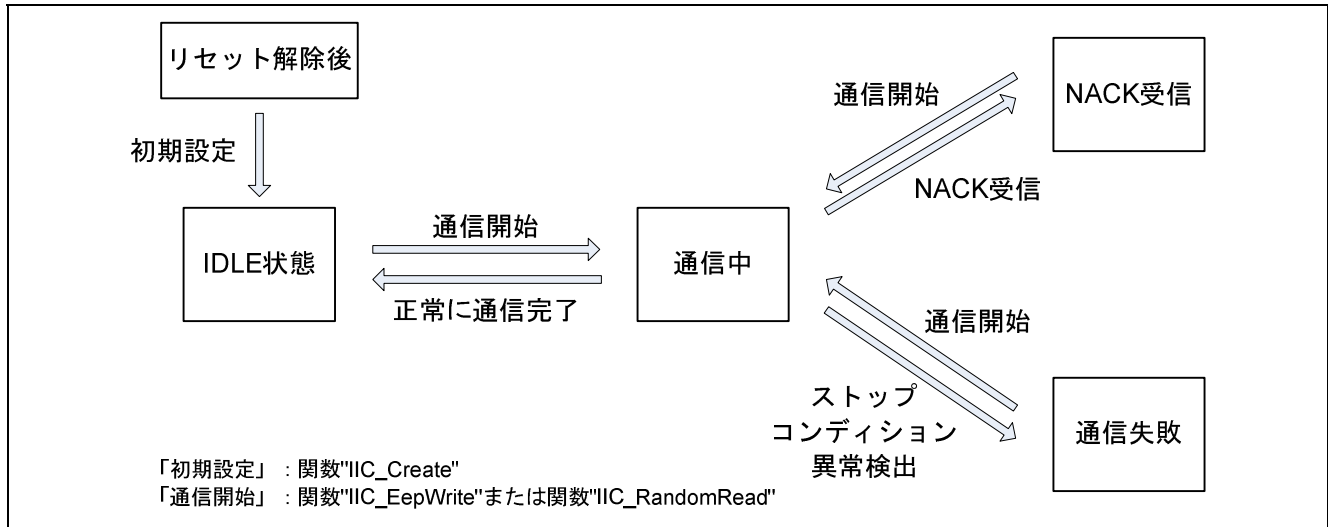 リセット解除後
初期設定
IDLE状態
通信開始
正常に通信完了
通信中
通信開始
NACK受信
NACK受信
通信開始
ストップ
コンディション
異常検出
通信失敗
「初期設定」：関数"IIC_Create"
「通信開始」：関数"IIC_EepWrite"または関数"IIC_RandomRead"